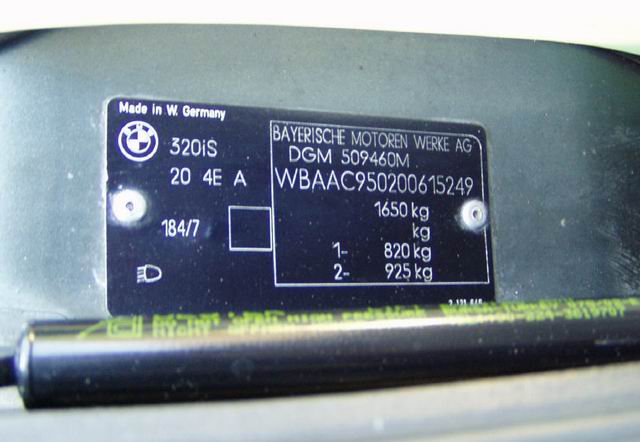 Made in W. Germany
BMW
320iS
20 4E A
184/7
BAYERISCHE MOTOREN WERKE AG
DGM 509460M
WBAAC950200615249
1650 kg
kg
1- 820 kg
2- 925 kg